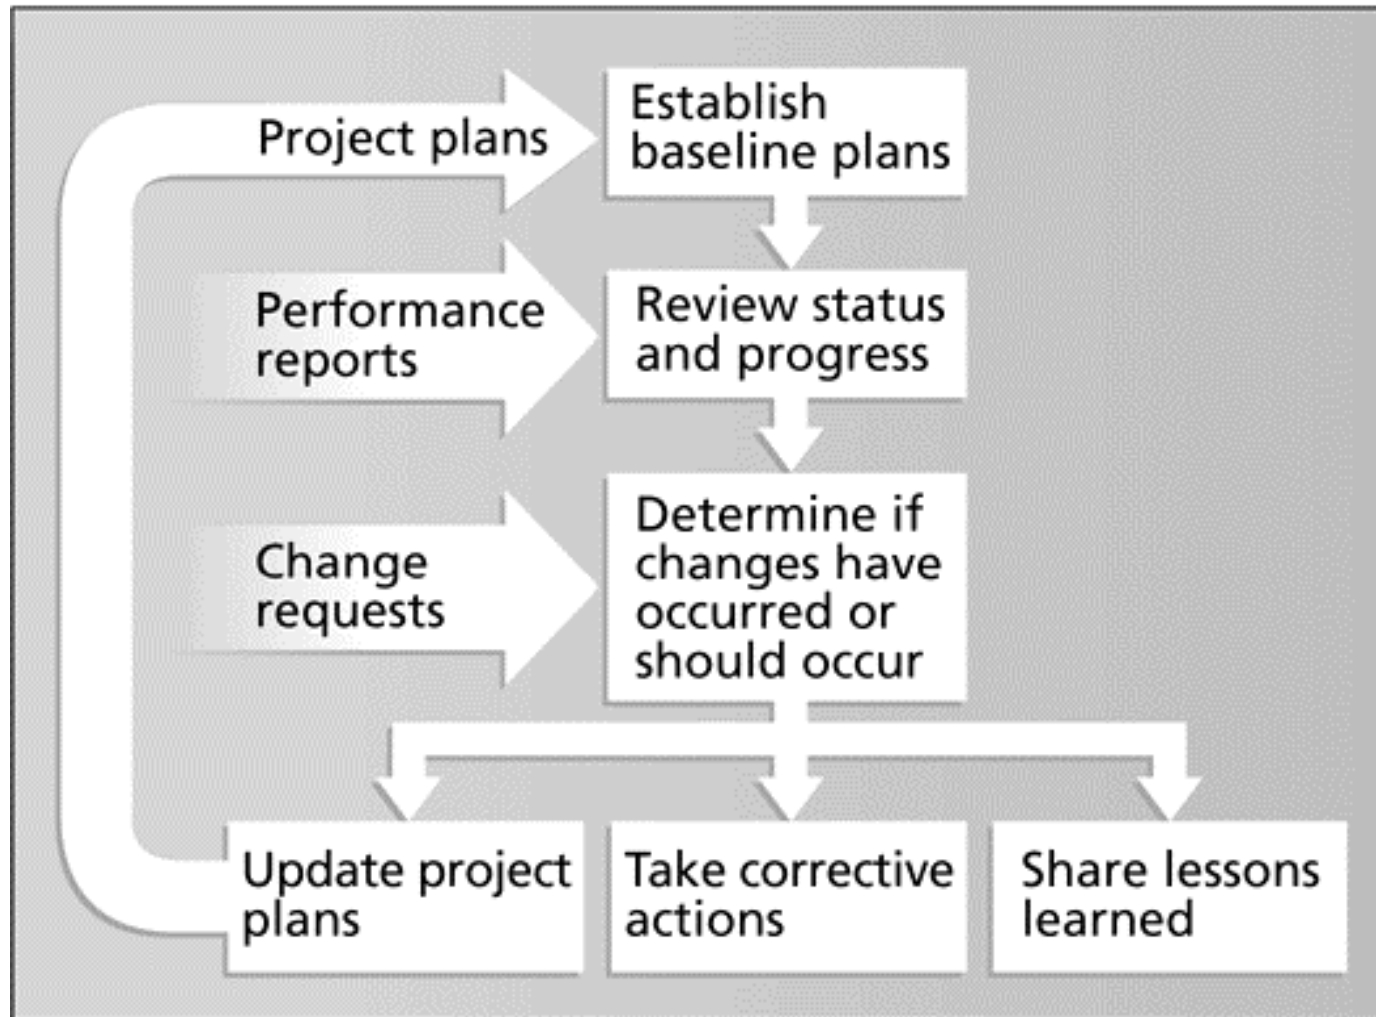 Project plans
Establish
baseline plans
Performance
reports
Review status
and progress
Change
requests
Determine if
changes have
occurred or
should occur
Update project
plans
Take corrective
actions
Share lessons
learned